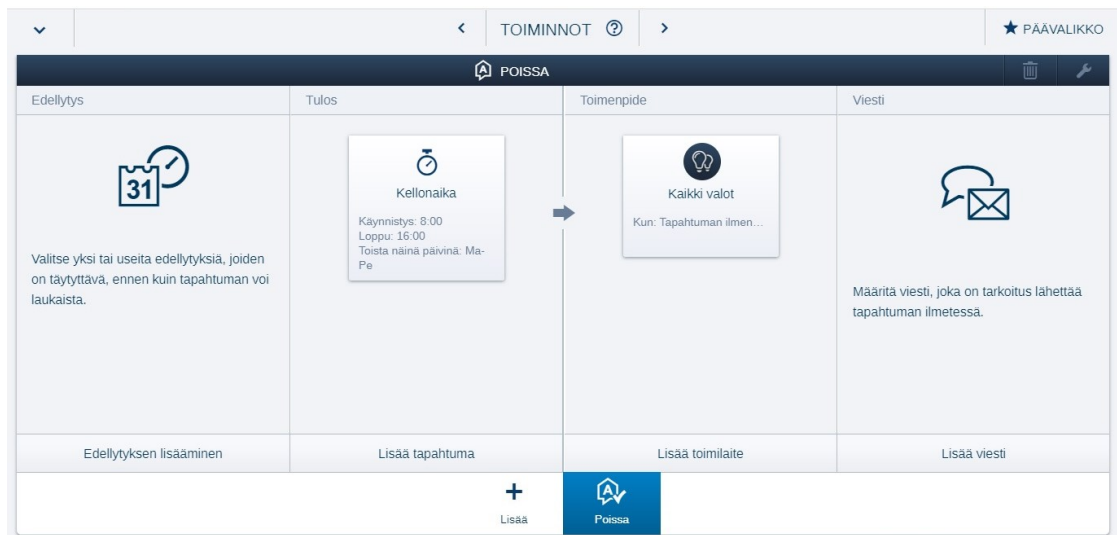 TOIMINNOT ?
PÄÄVALIKKO
A POISSA
Edellytys
Tulos
Toimenpide
Viesti
31
Valitse yksi tai useita edellytyksiä, joiden
on täytyttävä, ennen kuin tapahtuman voi
laukaista.
Kellonaika
Käynnistys: 8:00
Loppu: 16:00
Toista näinä päivinä: Ma-
Pe
Kaikki valot
Kun: Tapahtuman ilmen…
Määritä viesti, joka on tarkoitus lähettää
tapahtuman ilmetessä.
Edellytyksen lisääminen
Lisää tapahtuma
Lisää toimilaite
Lisää viesti
Lisää
A
Poissa